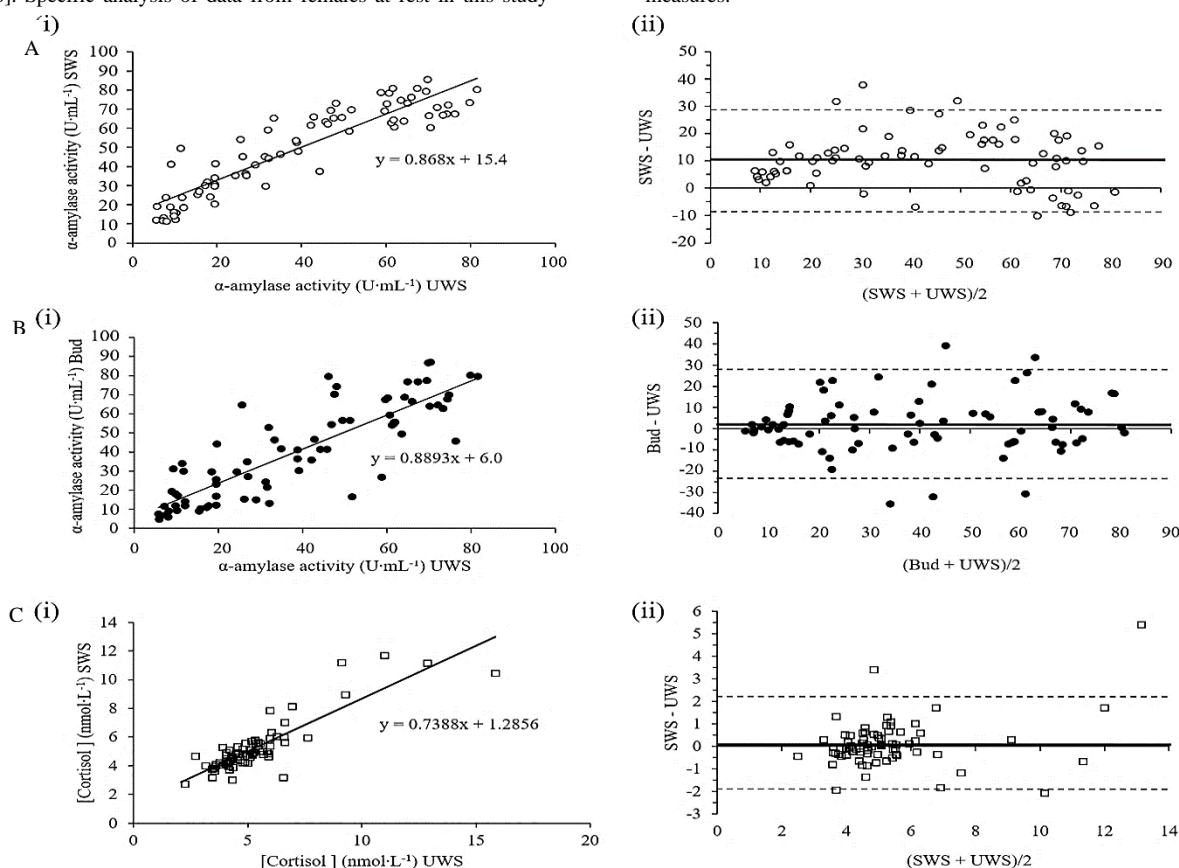 ]. Specific analysis of data from females at rest in this study
measures.
A (i)
α-amylase activity (U·mL⁻¹) SWS
100
90
80
70
60
50
40
30
20
10
0
y = 0.868x + 15.4
0 20 40 60 80 100
α-amylase activity (U·mL⁻¹) UWS
(ii)
SWS - UWS
50
40
30
20
10
0
-10
-20
0 10 20 30 40 50 60 70 80 90
(SWS + UWS)/2
B (i)
α-amylase activity (U·mL⁻¹) Bud
100
90
80
70
60
50
40
30
20
10
0
y = 0.8893x + 6.0
0 20 40 60 80 100
α-amylase activity (U·mL⁻¹) UWS
(ii)
Bud - UWS
50
40
30
20
10
0
-10
-20
-30
-40
0 10 20 30 40 50 60 70 80 90
(Bud + UWS)/2
C (i)
[Cortisol ] (nmol·L⁻¹) SWS
14
12
10
8
6
4
2
0
y = 0.7388x + 1.2856
0 5 10 15 20
[Cortisol ] (nmol·L⁻¹) UWS
(ii)
SWS - UWS
6
5
4
3
2
1
0
-1
-2
-3
0 2 4 6 8 10 12 14
(SWS + UWS)/2